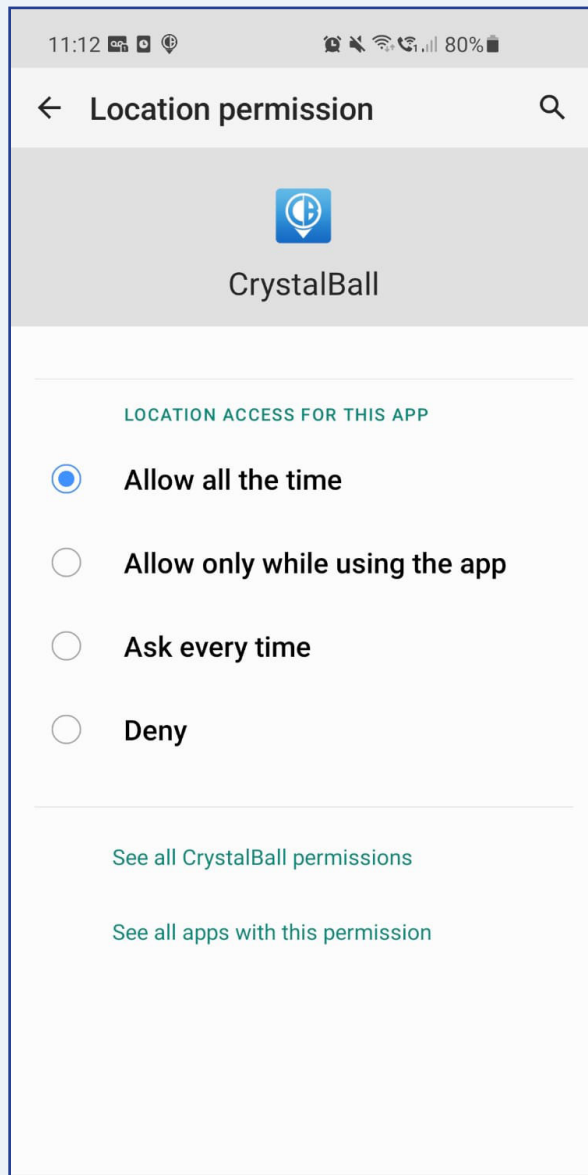 11:12 80%
Location permission
CrystalBall
LOCATION ACCESS FOR THIS APP
Allow all the time
Allow only while using the app
Ask every time
Deny
See all CrystalBall permissions
See all apps with this permission